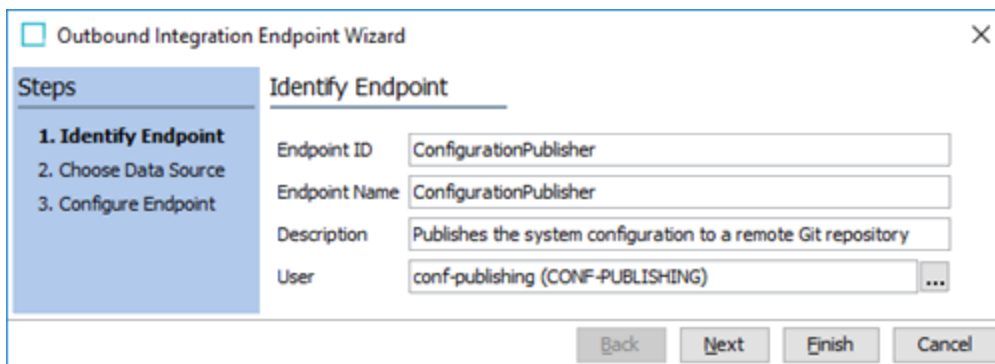 Outbound Integration Endpoint Wizard
Steps
1. Identify Endpoint
2. Choose Data Source
3. Configure Endpoint
Identify Endpoint
Endpoint ID ConfigurationPublisher
Endpoint Name ConfigurationPublisher
Description Publishes the system configuration to a remote Git repository
User conf-publishing (CONF-PUBLISHING) ...
Back Next Finish Cancel